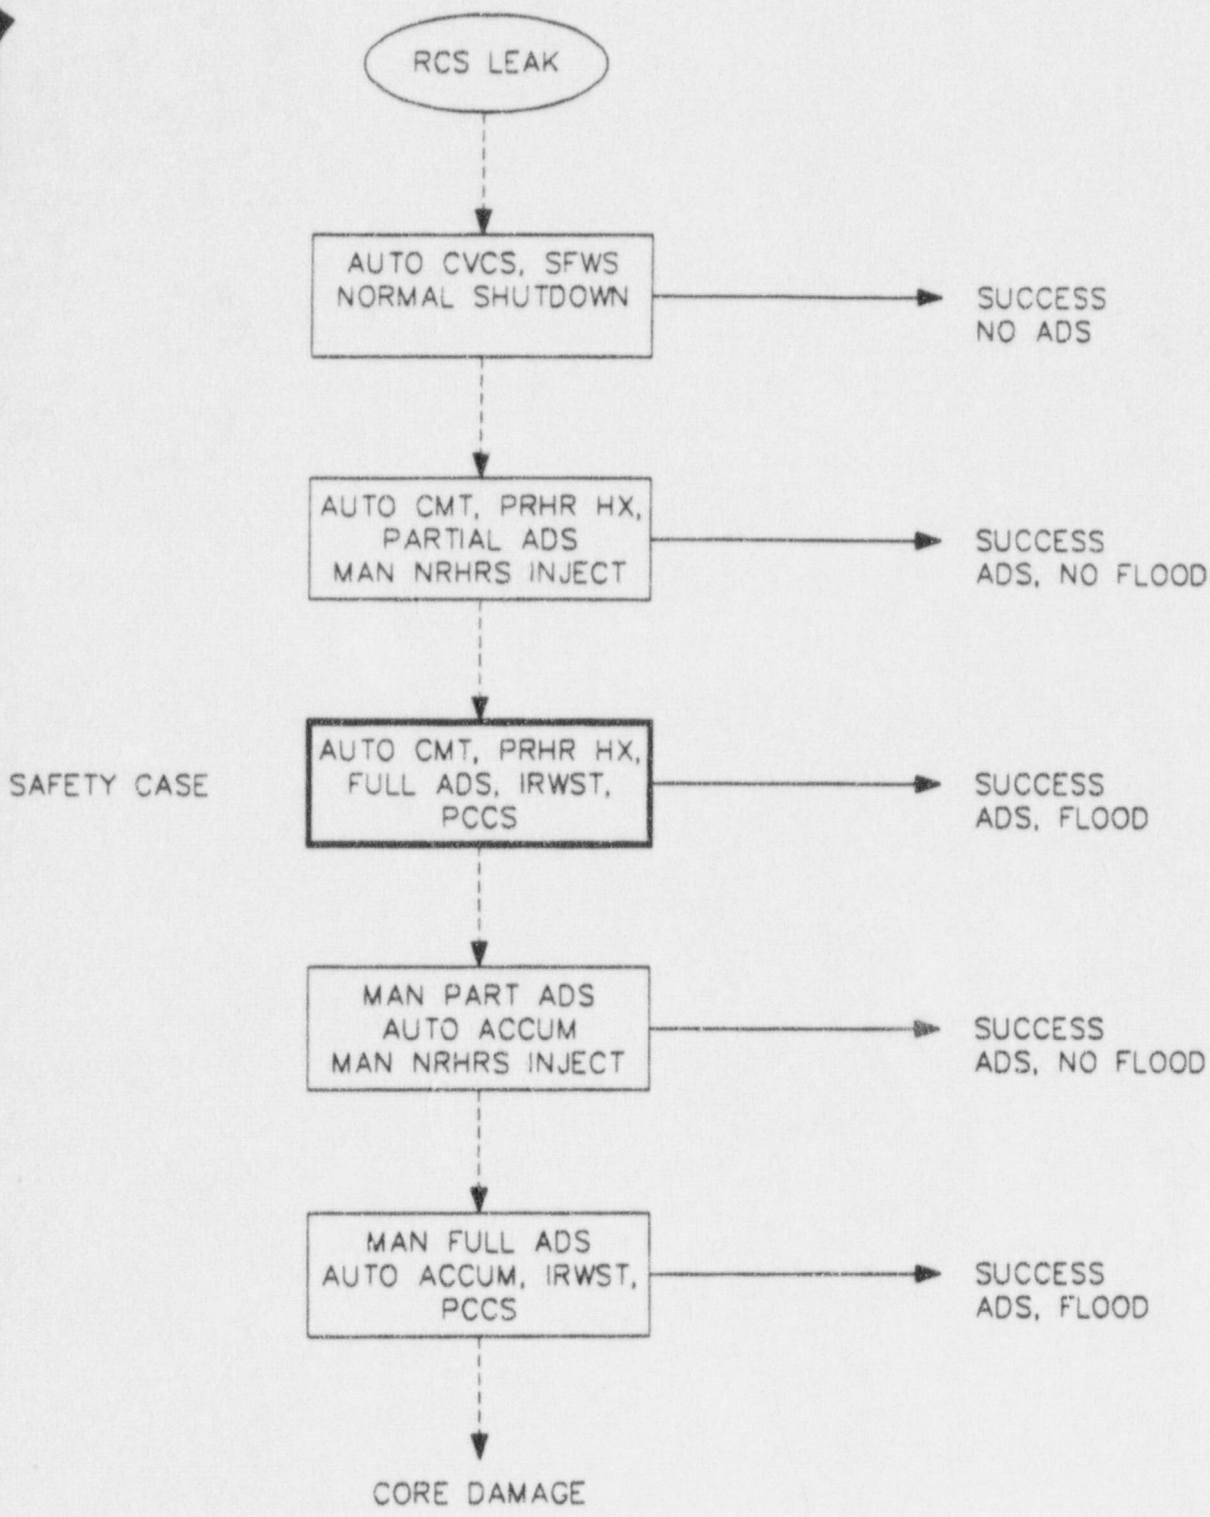 RCS LEAK
AUTO CVCS, SFWS
NORMAL SHUTDOWN
SUCCESS
NO ADS
AUTO CMT, PRHR HX,
PARTIAL ADS
MAN NRHRS INJECT
SUCCESS
ADS, NO FLOOD
SAFETY CASE
AUTO CMT, PRHR HX,
FULL ADS, IRWST,
PCCS
SUCCESS
ADS, FLOOD
MAN PART ADS
AUTO ACCUM
MAN NRHRS INJECT
SUCCESS
ADS, NO FLOOD
MAN FULL ADS
AUTO ACCUM, IRWST,
PCCS
SUCCESS
ADS, FLOOD
CORE DAMAGE